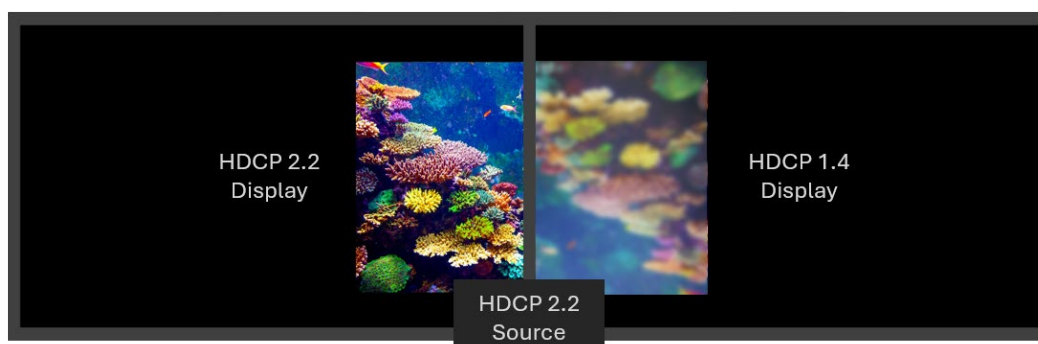 HDCP 2.2
Display
HDCP 1.4
Display
HDCP 2.2
Source